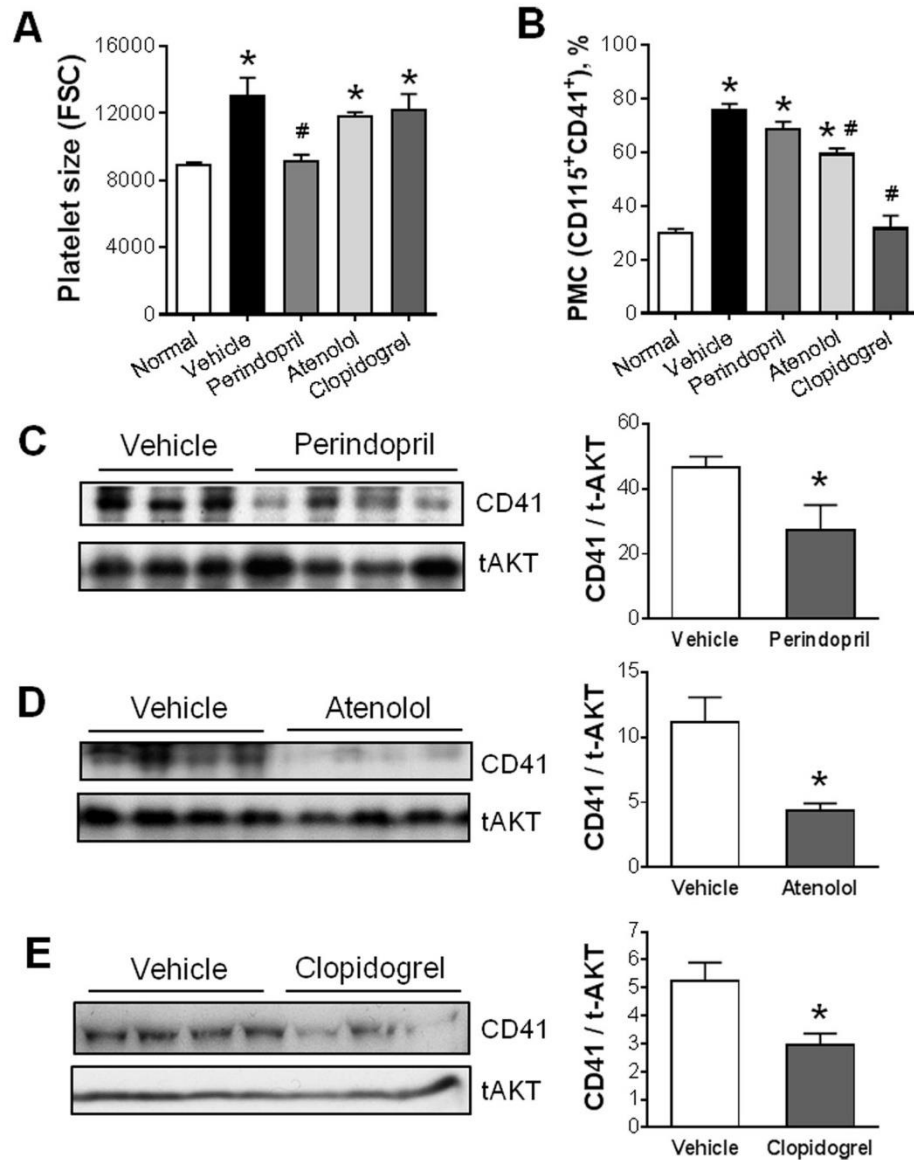 A
Platelet size (FSC)
16000
12000
8000
4000
0
*
#
*
*
Normal
Vehicle
Perindopril
Atenolol
Clopidogrel
B
PMC (CD115+CD41+), %
100
80
60
40
20
0
*
*
* #
#
Normal
Vehicle
Perindopril
Atenolol
Clopidogrel
C
Vehicle Perindopril
CD41
tAKT
CD41 / t-AKT
60
40
20
0
*
Vehicle Perindopril
D
Vehicle Atenolol
CD41
tAKT
CD41 / t-AKT
15
10
5
0
*
Vehicle Atenolol
E
Vehicle Clopidogrel
CD41
tAKT
CD41 / t-AKT
7
6
5
4
3
2
1
0
*
Vehicle Clopidogrel